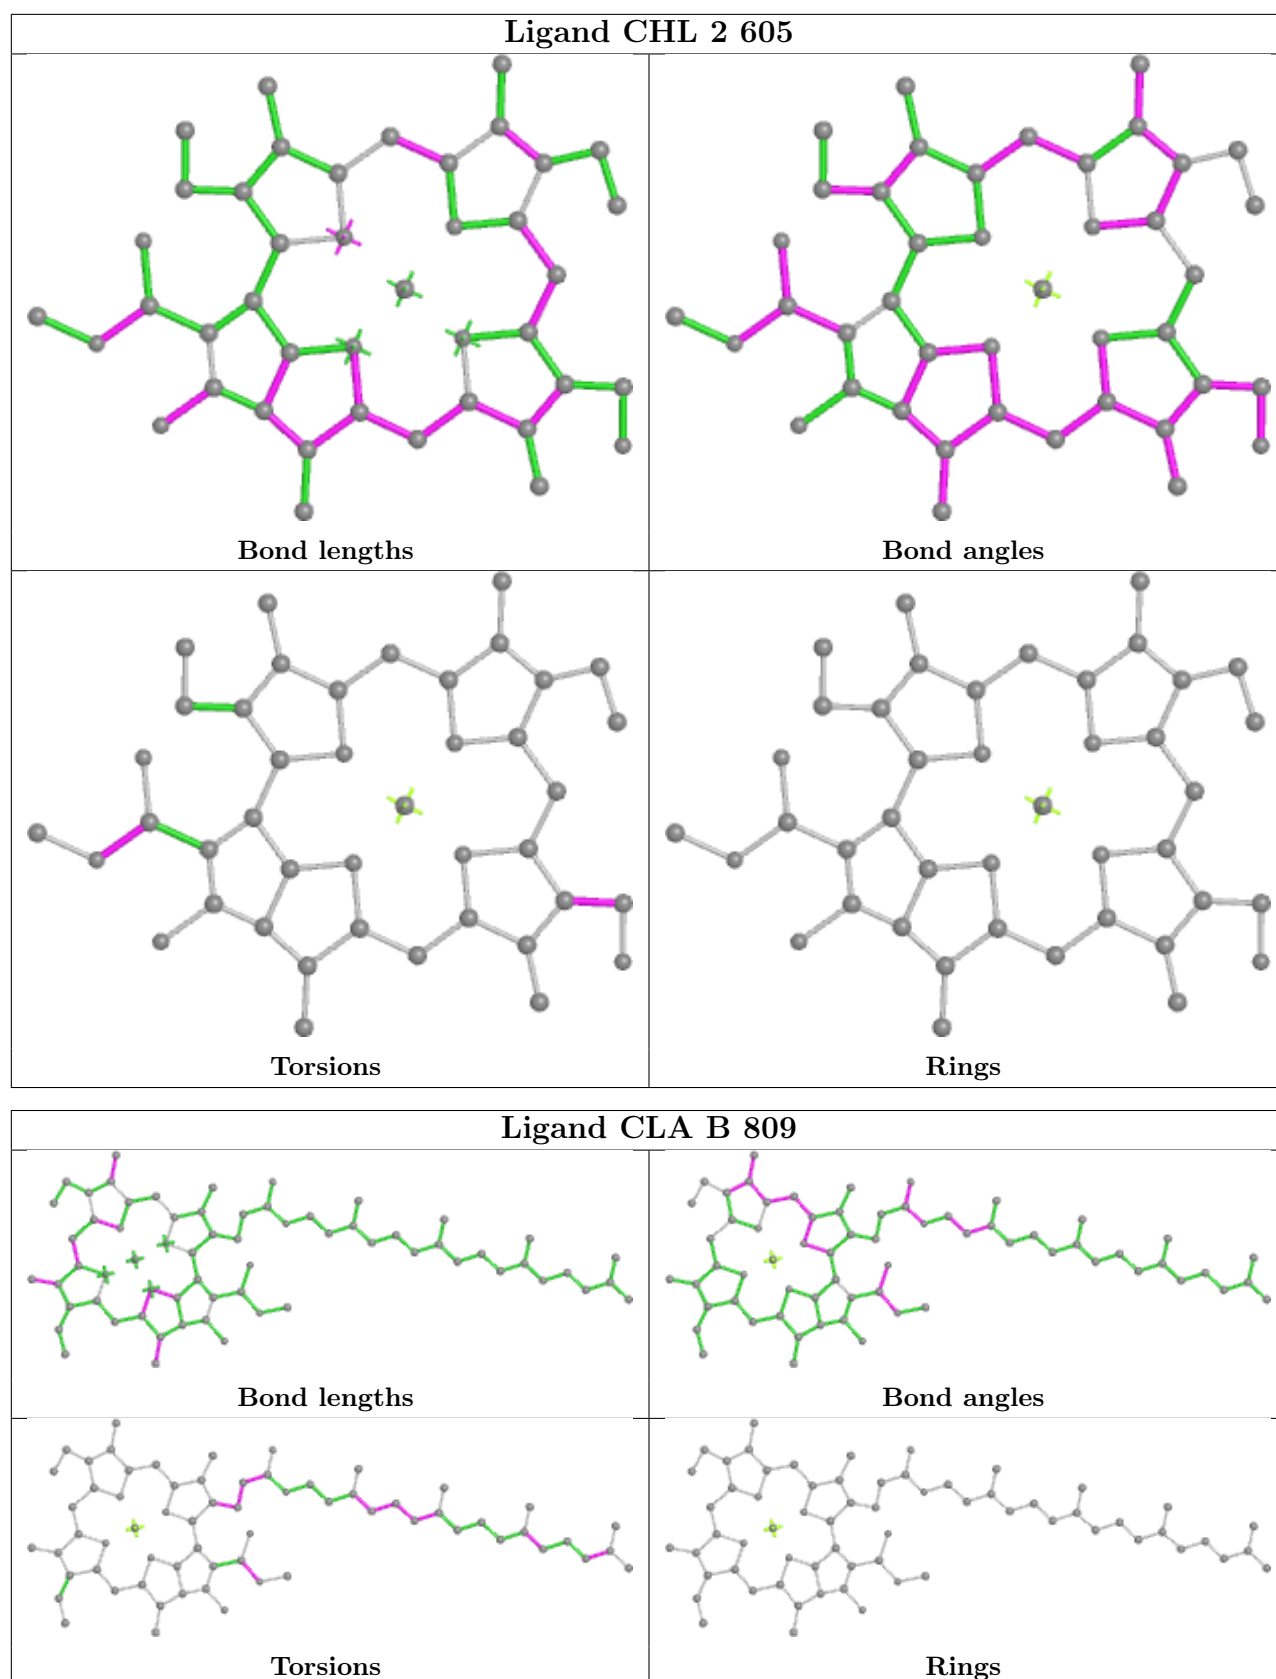 Ligand CHL 2 605
Bond lengths
Bond angles
Torsions
Rings
Ligand CLA B 809
Bond lengths
Bond angles
Torsions
Rings